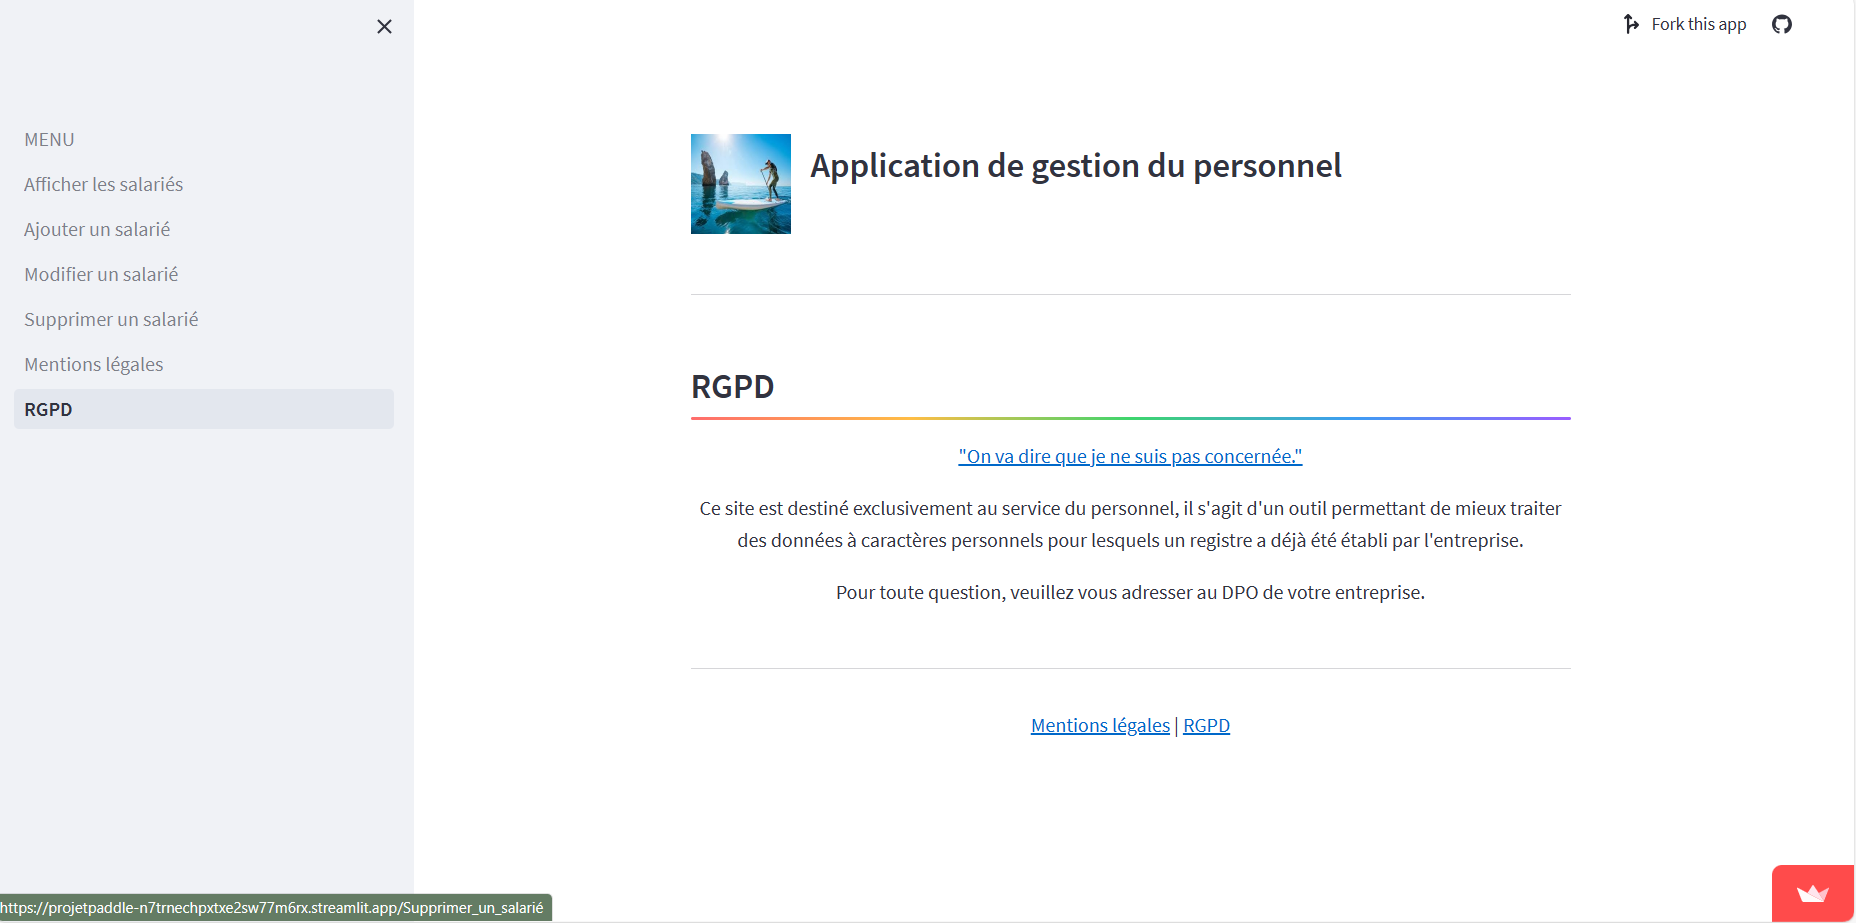 Fork this app
MENU
Afficher les salariés
Ajouter un salarié
Modifier un salarié
Supprimer un salarié
Mentions légales
RGPD
Application de gestion du personnel
RGPD
"On va dire que je ne suis pas concernée."
Ce site est destiné exclusivement au service du personnel, il s'agit d'un outil permettant de mieux traiter
des données à caractères personnels pour lesquels un registre a déjà été établi par l'entreprise.
Pour toute question, veuillez vous adresser au DPO de votre entreprise.
Mentions légales | RGPD
https://projetpaddle-n7trnechpxtxe2sw77m6rx.streamlit.app/Supprimer_un_salarié